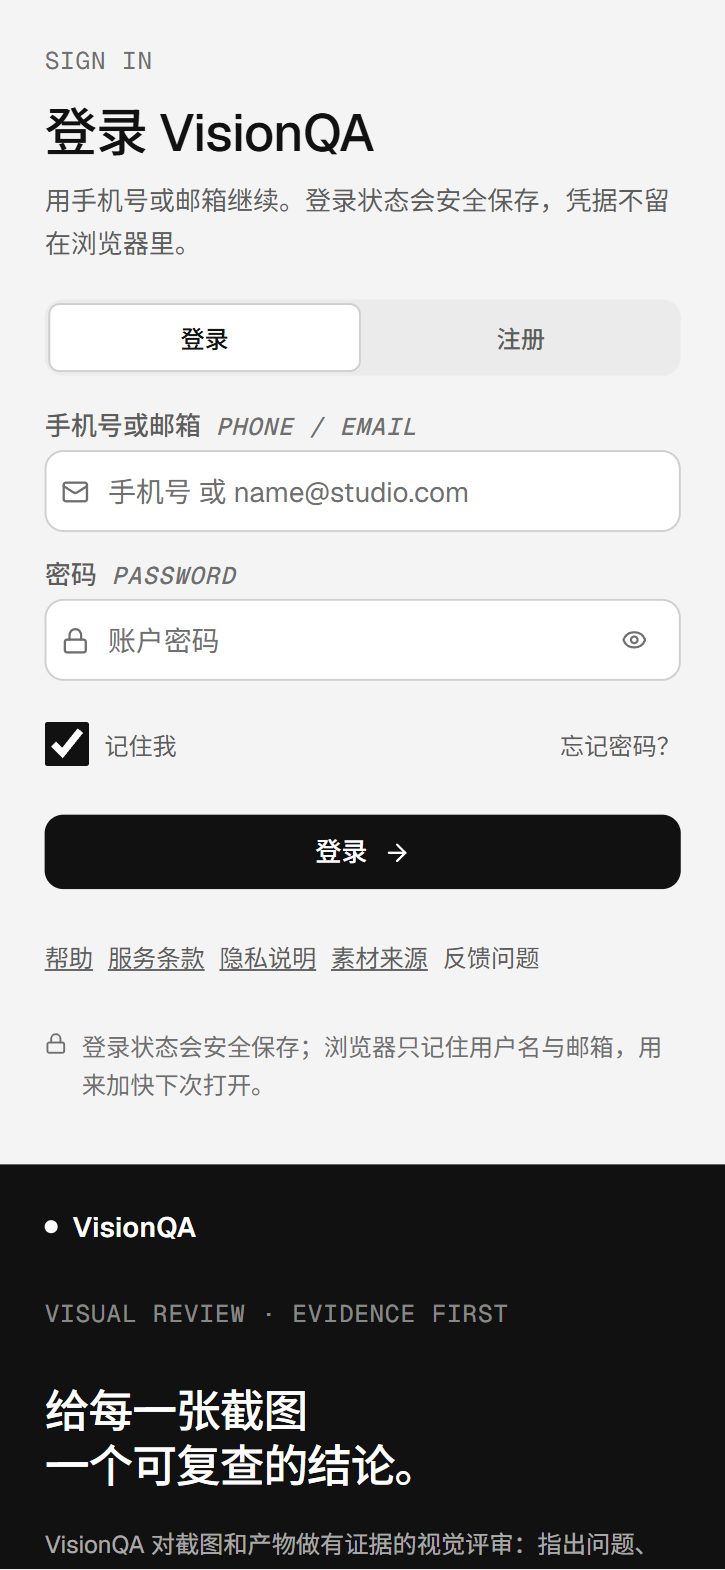 SIGN IN
登录 VisionQA
用手机号或邮箱继续。登录状态会安全保存，凭据不留
在浏览器里。
登录 注册
手机号或邮箱 PHONE / EMAIL
手机号 或 name@studio.com
密码 PASSWORD
账户密码
记住我 忘记密码?
登录 →
帮助 服务条款 隐私说明 素材来源 反馈问题
登录状态会安全保存；浏览器只记住用户名与邮箱，用
来加快下次打开。
VisionQA
VISUAL REVIEW · EVIDENCE FIRST
给每一张截图
一个可复查的结论。
VisionQA 对截图和产物做有证据的视觉评审：指出问题、